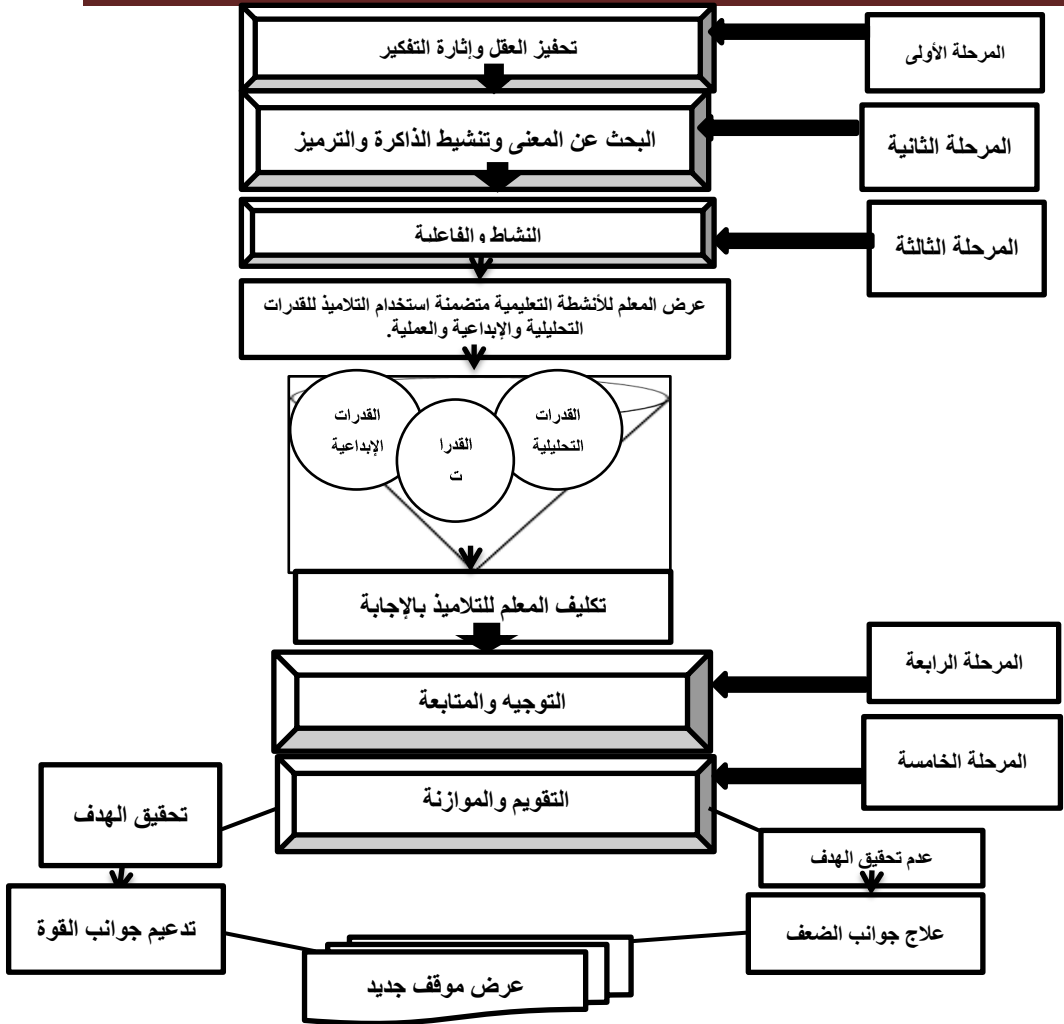 المرحلة الأولى
تحفيز العقل وإثارة التفكير
المرحلة الثانية
البحث عن المعنى وتنشيط الذاكرة والترميز
المرحلة الثالثة
النشاط والفاعلية
عرض المعلم للأنشطة التعليمية متضمنة استخدام التلاميذ للقدرات
التحليلية والإبداعية والعملية.
القدرات
التحليلية
القدرا
ت
القدرات
الإبداعية
تكليف المعلم للتلاميذ بالإجابة
المرحلة الرابعة
التوجيه والمتابعة
المرحلة الخامسة
التقويم والموازنة
عدم تحقيق الهدف
تحقيق الهدف
علاج جوانب الضعف
تدعيم جوانب القوة
عرض موقف جديد